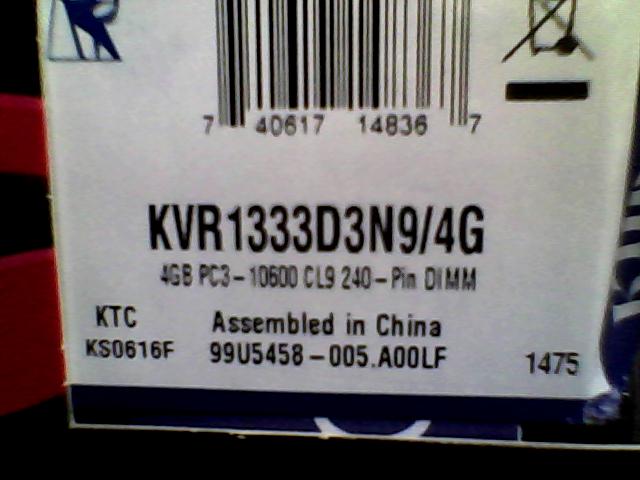 7 40617 14836 7
KVR1333D3N9/4G
4GB PC3-10600 CL9 240-Pin DIMM
KTC Assembled in China
KS0616F 99U5458-005.A00LF 1475